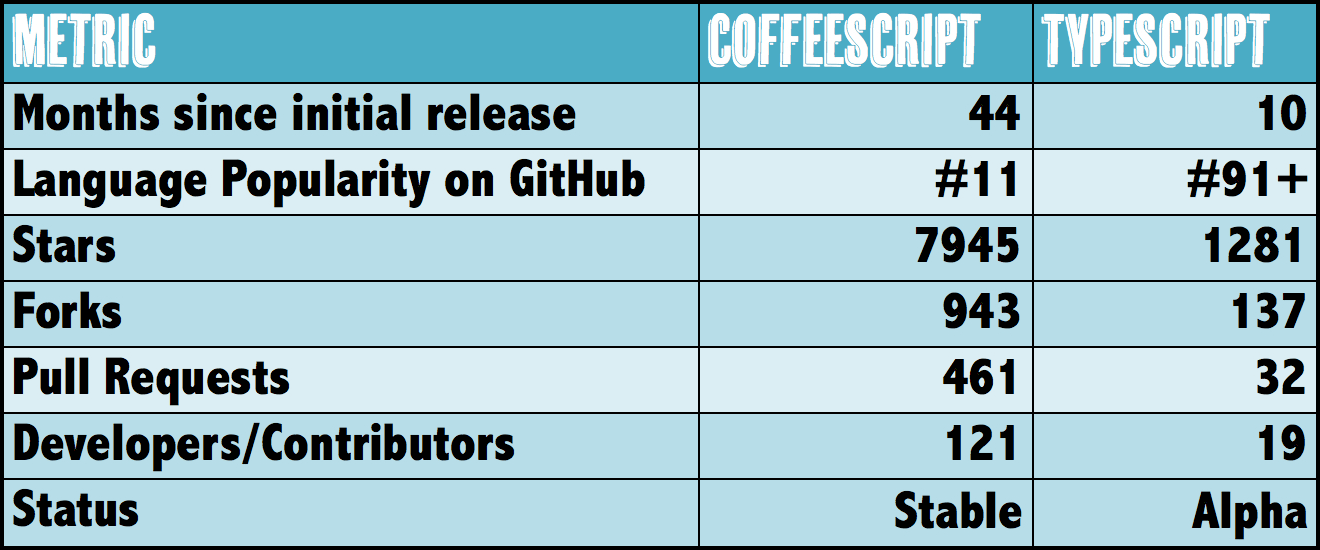 METRIC COFFEESCRIPT TYPESCRIPT
Months since initial release 44 10
Language Popularity on GitHub #11 #91+
Stars 7945 1281
Forks 943 137
Pull Requests 461 32
Developers/Contributors 121 19
Status Stable Alpha